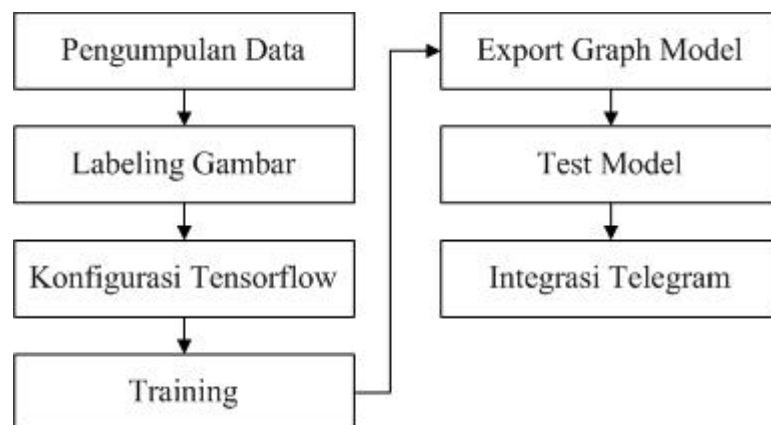 Pengumpulan Data
Labeling Gambar
Konfigurasi Tensorflow
Training
Export Graph Model
Test Model
Integrasi Telegram